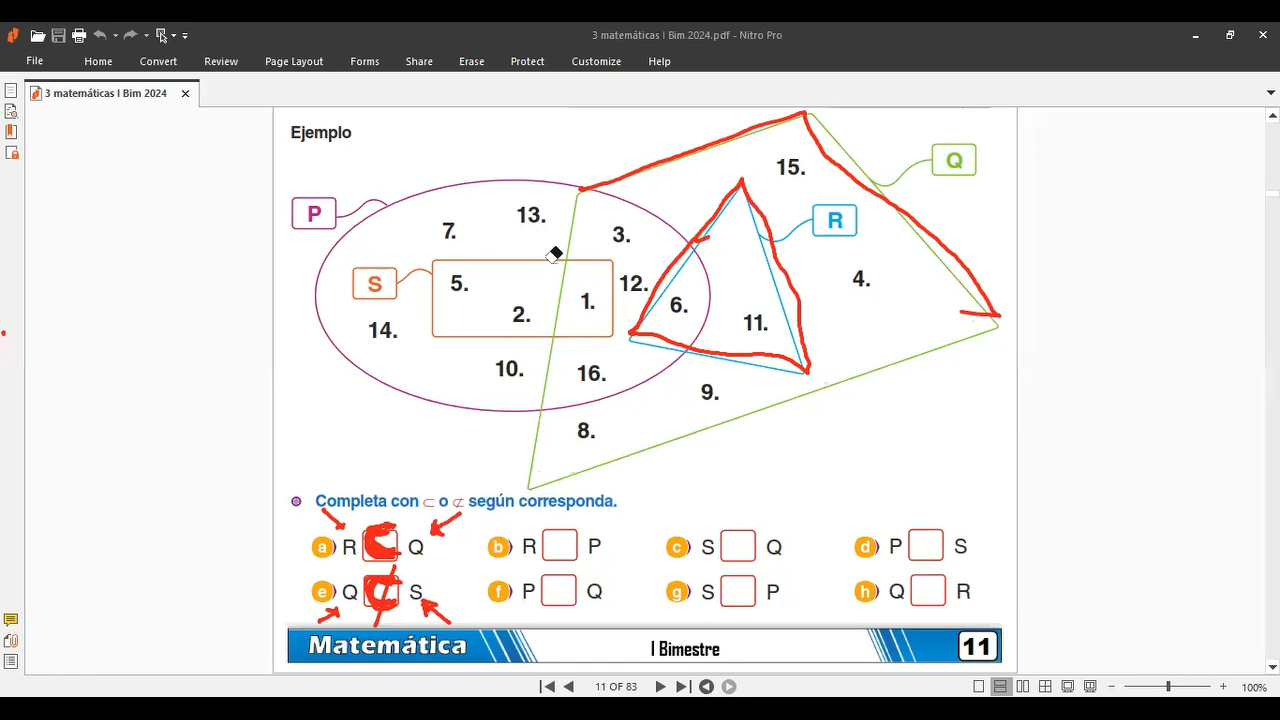 3 matemáticas I Bim 2024.pdf - Nitro Pro
File Home Convert Review Page Layout Forms Share Erase Protect Customize Help
3 matemáticas I Bim 2024
Ejemplo
15.
Q
P
13.
7.
3.
R
S
5.
12.
4.
2.
1.
6.
14.
11.
10.
16.
9.
8.
Completa con ⊂ o ⊄ según corresponda.
a) R ⊂ Q b) R P c) S Q d) P S
e) Q ⊄ S f) P Q g) S P h) Q R
Matemática I Bimestre 11
11 OF 83 100%